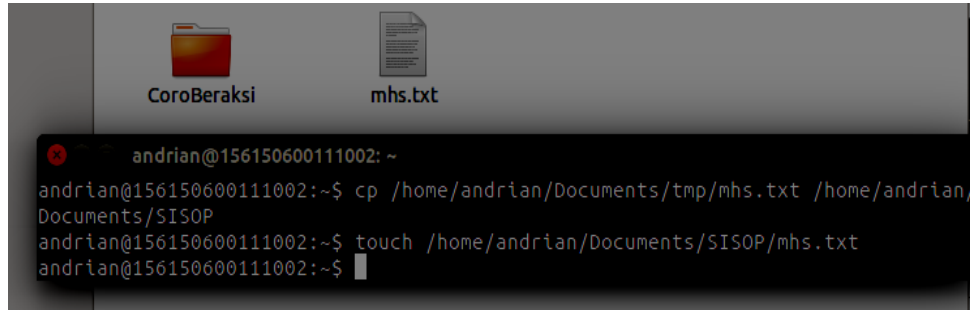 CoroBeraksi mhs.txt
andrian@156150600111002: ~
andrian@156150600111002:~$ cp /home/andrian/Documents/tmp/mhs.txt /home/andrian/
Documents/SISOP
andrian@156150600111002:~$ touch /home/andrian/Documents/SISOP/mhs.txt
andrian@156150600111002:~$